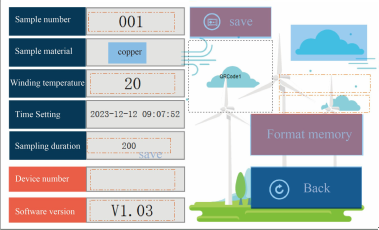 Sample number 001
save
Sample material copper
QRCode1
Winding temperature 20
Time Setting 2023-12-12 09:07:52
Format memory
Sampling duration 200
save
Device number
Back
Software version V1.03